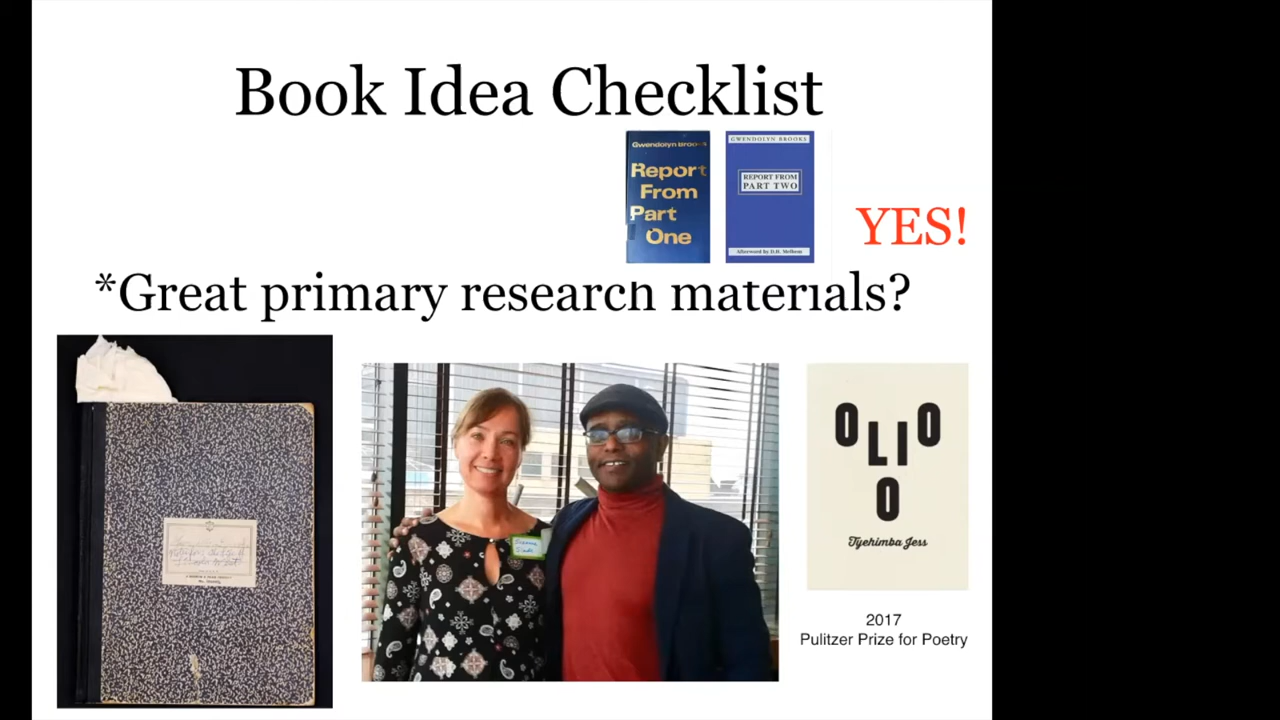 Book Idea Checklist
Gwendolyn Brooks
Report
From
Part
One
GWENDOLYN BROOKS
REPORT FROM
PART TWO
Afterword by D.H. Melhem
YES!
*Great primary research materials?
OLIO
O
Tyehimba Jess
2017
Pulitzer Prize for Poetry